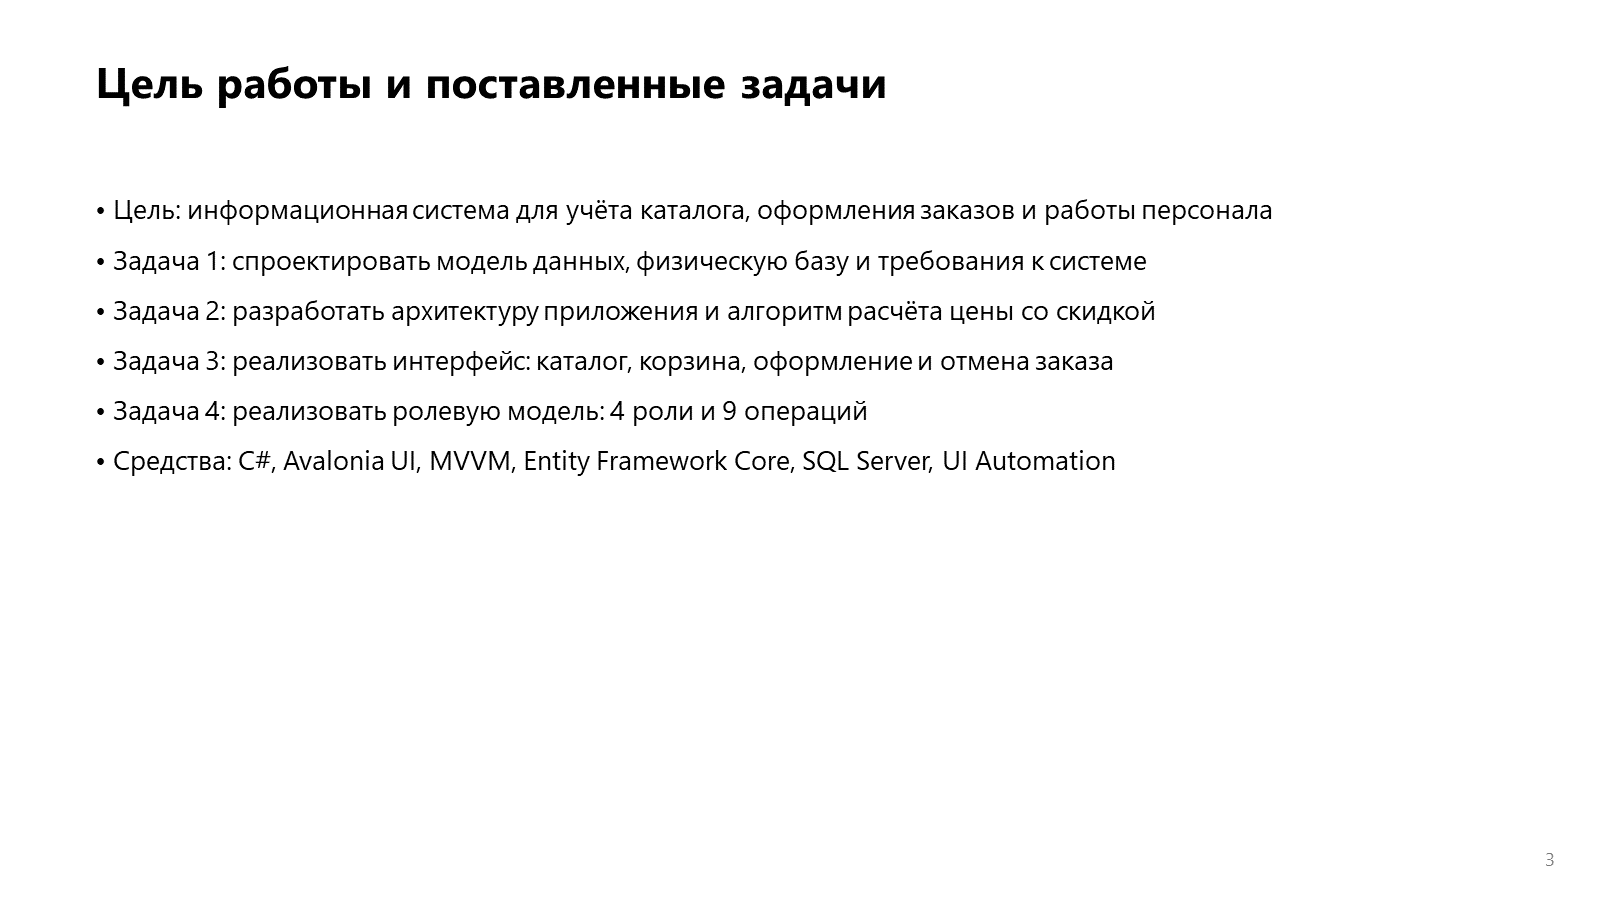 Цель работы и поставленные задачи
• Цель: информационная система для учёта каталога, оформления заказов и работы персонала
• Задача 1: спроектировать модель данных, физическую базу и требования к системе
• Задача 2: разработать архитектуру приложения и алгоритм расчёта цены со скидкой
• Задача 3: реализовать интерфейс: каталог, корзина, оформление и отмена заказа
• Задача 4: реализовать ролевую модель: 4 роли и 9 операций
• Средства: C#, Avalonia UI, MVVM, Entity Framework Core, SQL Server, UI Automation
3